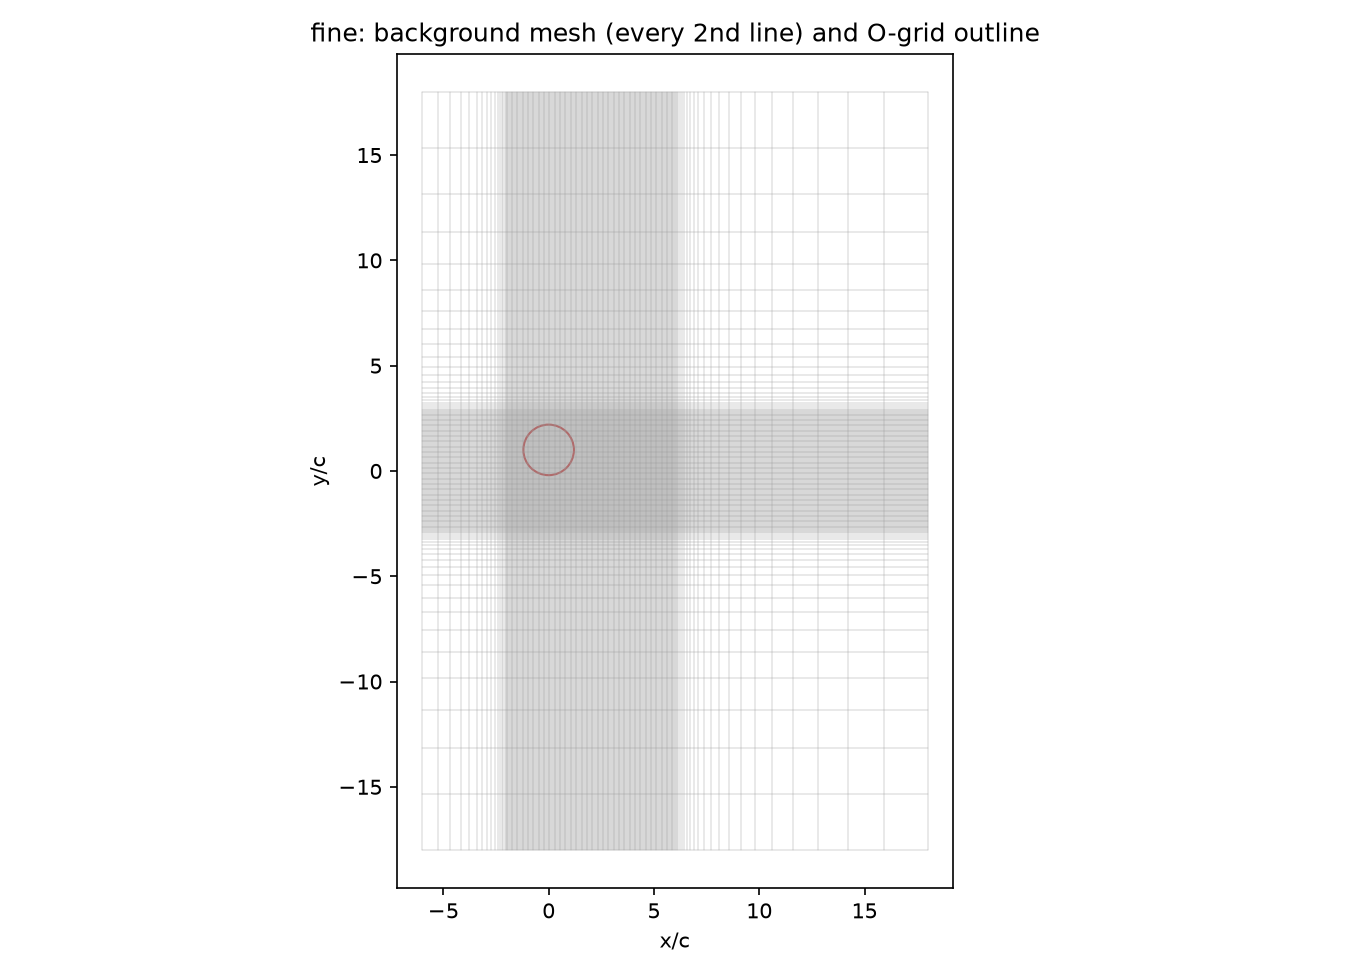 fine: background mesh (every 2nd line) and O-grid outline
15
10
5
0
−5
−10
−15
y/c
−5 0 5 10 15
x/c